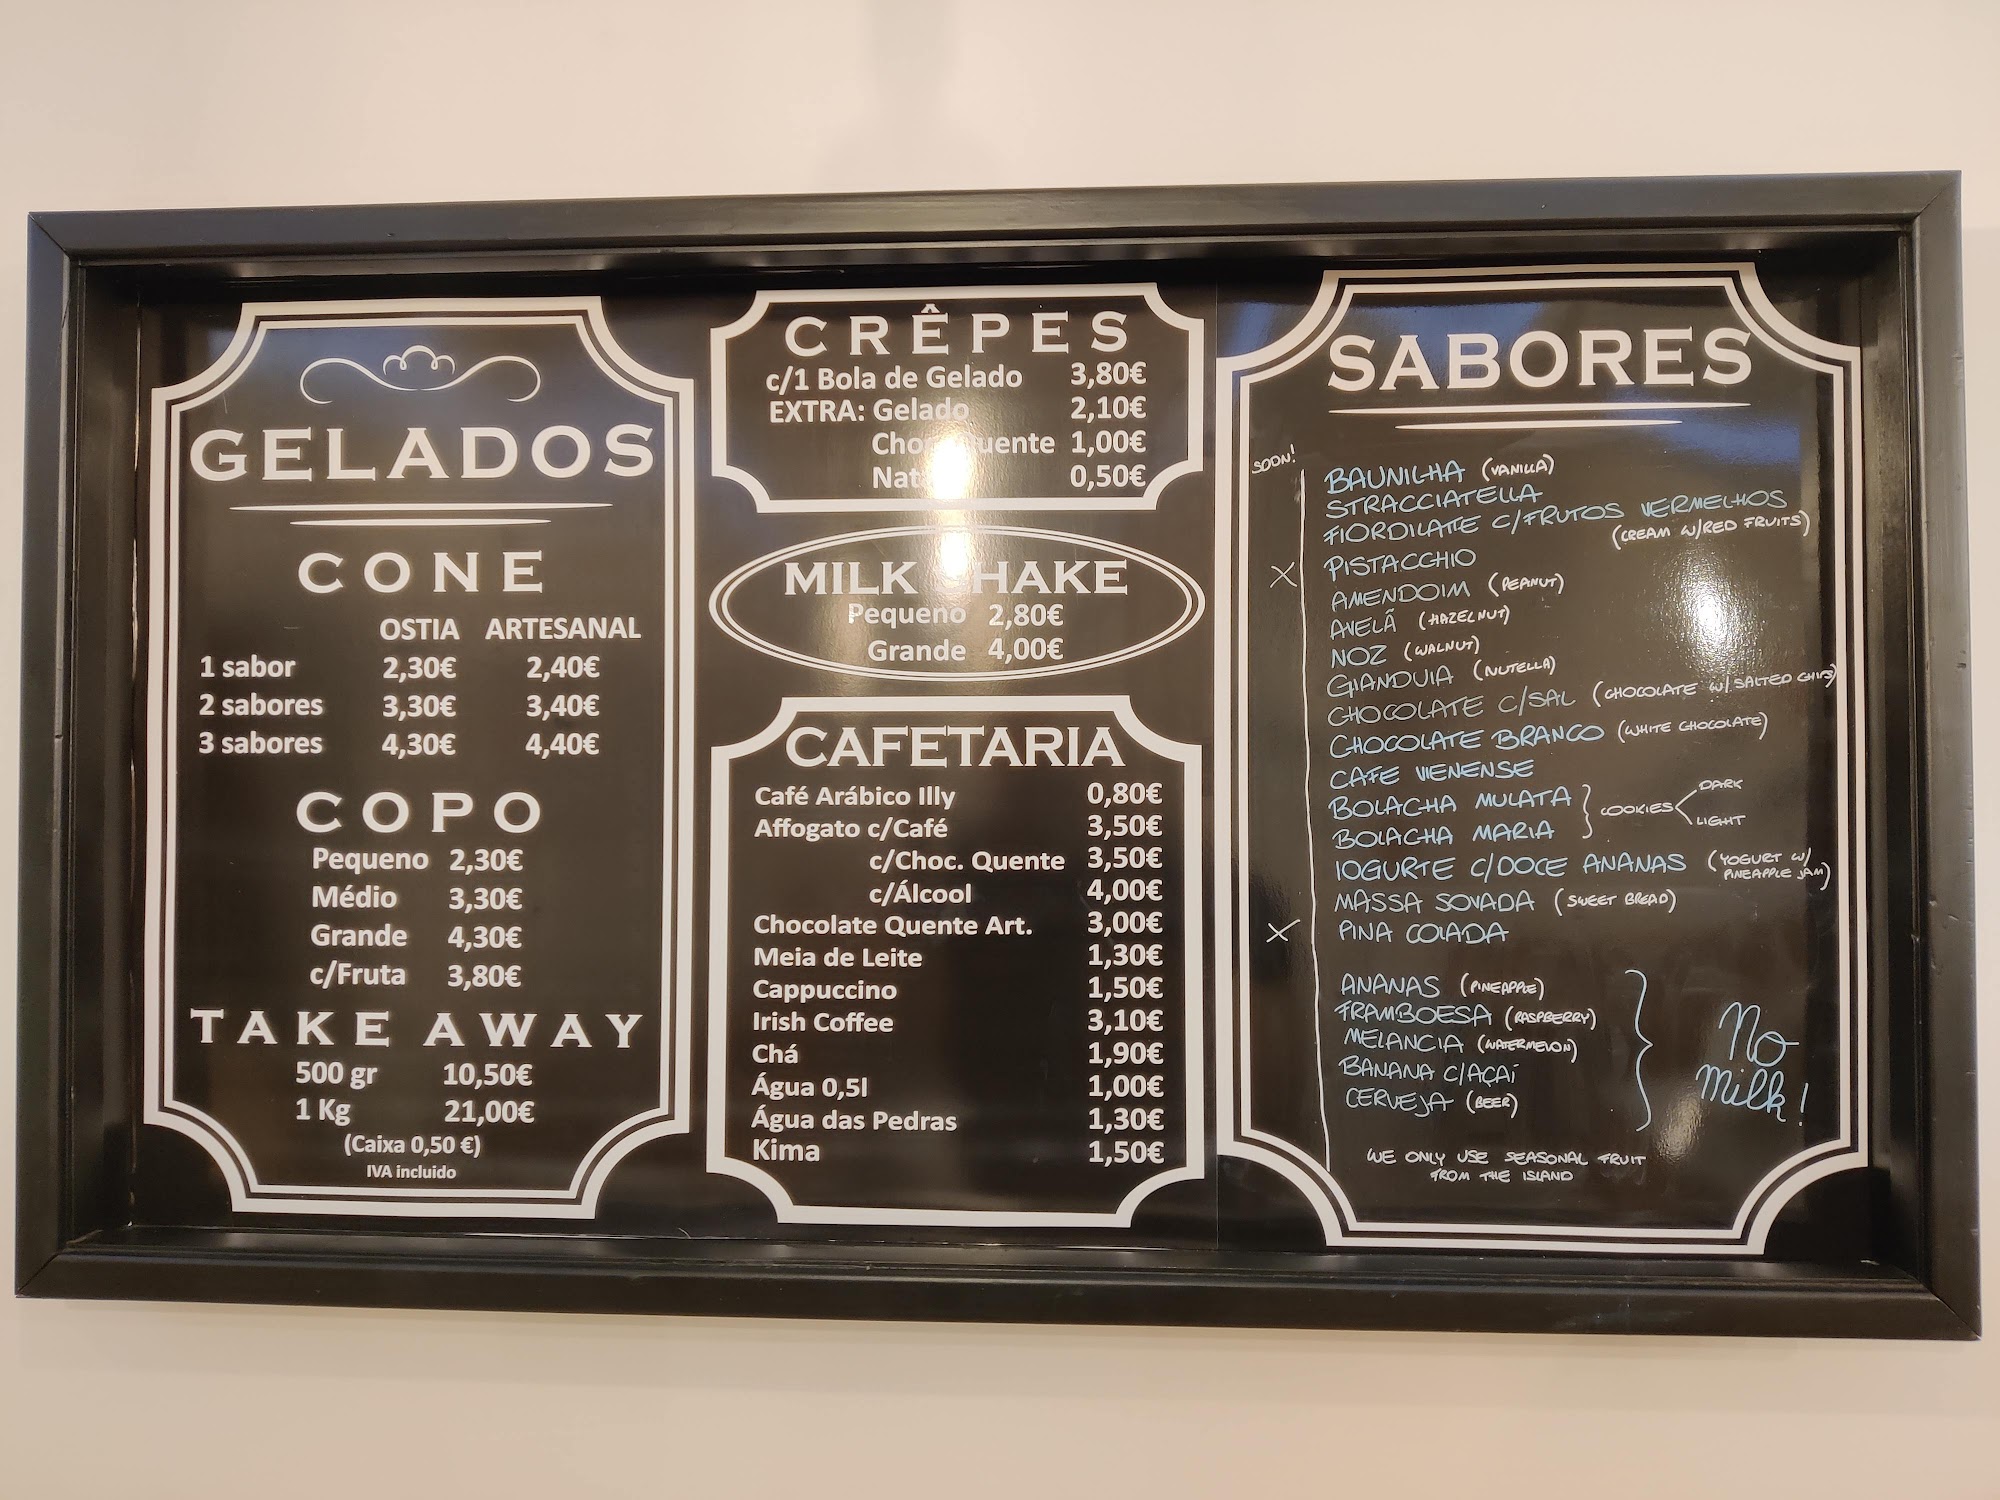 GELADOS
CONE
OSTIA ARTESANAL
1 sabor 2,30€ 2,40€
2 sabores 3,30€ 3,40€
3 sabores 4,30€ 4,40€
COPO
Pequeno 2,30€
Médio 3,30€
Grande 4,30€
c/Fruta 3,80€
TAKE AWAY
500 gr 10,50€
1 Kg 21,00€
(Caixa 0,50 €)
IVA incluido
CRÊPES
c/1 Bola de Gelado 3,80€
EXTRA: Gelado 2,10€
1,00€
0,50€
MILK
Pequeno 2,80€
Grande 4,00€
CAFETARIA
Café Arábico Illy 0,80€
Affogato c/Café 3,50€
c/Choc. Quente 3,50€
c/Álcool 4,00€
Chocolate Quente Art. 3,00€
Meia de Leite 1,30€
Cappuccino 1,50€
Irish Coffee 3,10€
Chá 1,90€
Água 0,5l 1,00€
Água das Pedras 1,30€
Kima 1,50€
SABORES
SOON!
BAUNILHA (VANILLA)
STRACCIATELLA
FIORDILATE C/FRUTOS VERMELHOS
(CREAM W/RED FRUITS)
X PISTACCHIO
AMENDOIM (PEANUT)
AVELÃ (HAZELNUT)
NOZ (WALNUT)
GIANDUIA (NUTELLA)
CHOCOLATE C/SAL (CHOCOLATE W/ SALTED CHIPS)
CHOCOLATE BRANCO (WHITE CHOCOLATE)
CAFE VIENENSE
BOLACHA MULATA
BOLACHA MARIA
COOKIES
DARK
LIGHT
IOGURTE C/DOCE ANANAS (YOGURT W/
PINEAPPLE JAM)
MASSA SOVADA (SWEET BREAD)
X PINA COLADA
ANANAS (PINEAPPLE)
FRAMBOESA (RASPBERRY)
MELANCIA (WATERMELON)
BANANA C/AÇAÍ
CERVEJA (BEER)
No
Milk!
WE ONLY USE SEASONAL FRUIT
FROM THE ISLAND